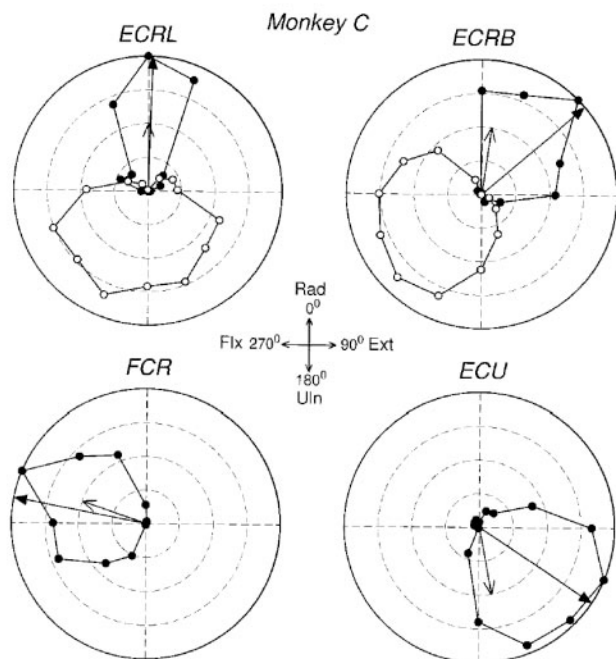 Monkey C
ECRL
ECRB
Rad
0⁰
Flx 270⁰
90⁰ Ext
180⁰
Uln
FCR
ECU